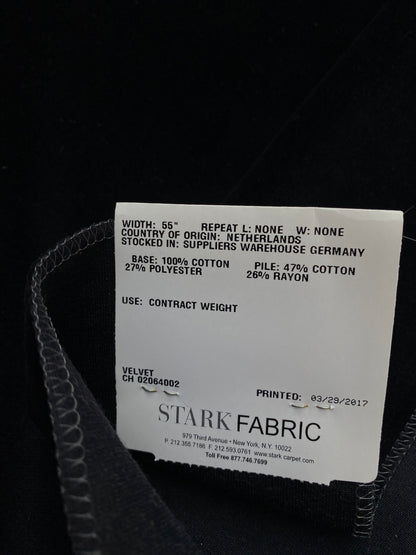 WIDTH: 55" REPEAT L: NONE W: NONE
COUNTRY OF ORIGIN: NETHERLANDS
STOCKED IN: SUPPLIERS WAREHOUSE GERMANY
BASE: 100% COTTON PILE: 47% COTTON
27% POLYESTER 26% RAYON
USE: CONTRACT WEIGHT
VELVET
CH 02064002
PRINTED: 03/29/2017
STARK FABRIC
979 Third Avenue • New York, N.Y. 10022
P. 212.355.7186 F. 212.593.0761 www.starkcarpet.com
Toll Free 877.746.7699